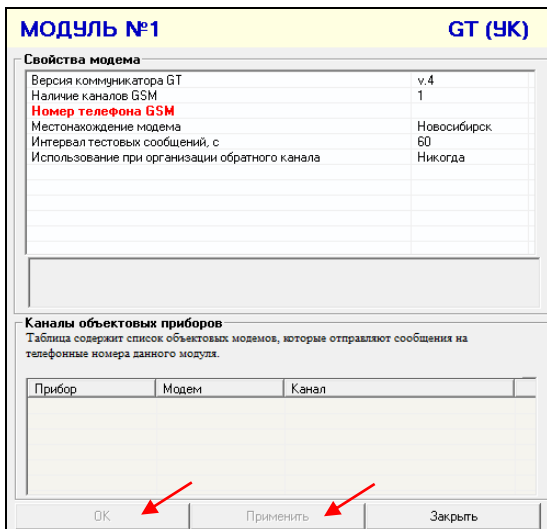 МОДУЛЬ №1 GT (УК)
Свойства модема
Версия коммуникатора GT v.4
Наличие каналов GSM 1
Номер телефона GSM
Местонахождение модема Новосибирск
Интервал тестовых сообщений, с 60
Использование при организации обратного канала Никогда
Каналы объектовых приборов
Таблица содержит список объектовых модемов, которые отправляют сообщения на
телефонные номера данного модуля.
Прибор Модем Канал
ОК Применить Закрыть